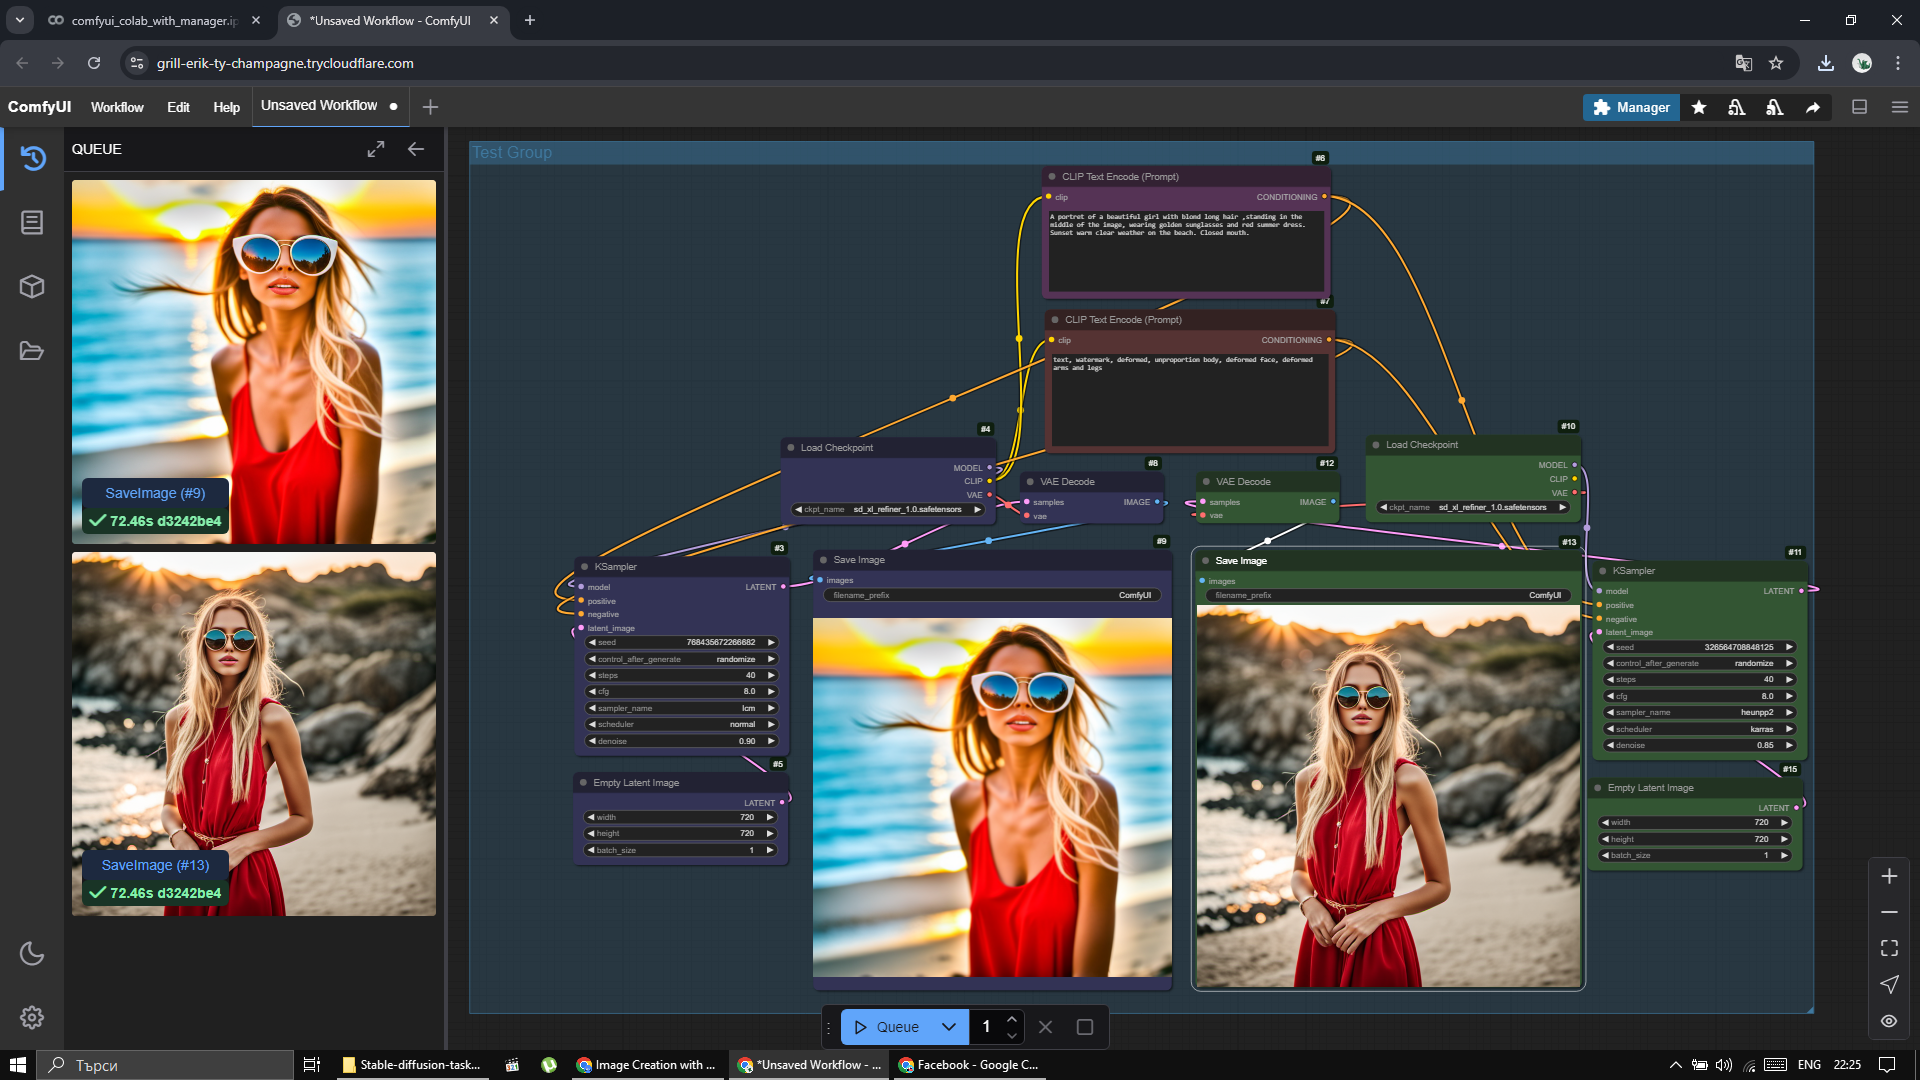 comfyui_colab_with_manager.ip
*Unsaved Workflow - ComfyUI
grill-erik-ty-champagne.trycloudflare.com
ComfyUI
Workflow
Edit
Help
Unsaved Workflow
Manager
QUEUE
SaveImage (#9)
72.46s d3242be4
SaveImage (#13)
72.46s d3242be4
Test Group
#6
CLIP Text Encode (Prompt)
clip
CONDITIONING
A portret of a beautiful girl with blond long hair ,standing in the
middle of the image, wearing golden sunglasses and red summer dress.
Sunset warm clear weather on the beach. Closed mouth.
#7
CLIP Text Encode (Prompt)
clip
CONDITIONING
text, watermark, deformed, unproportion body, deformed face, deformed
arms and legs
#4
Load Checkpoint
MODEL
CLIP
VAE
ckpt_name sd_xl_refiner_1.0.safetensors
#8
VAE Decode
samples
IMAGE
vae
#12
VAE Decode
samples
IMAGE
vae
#10
Load Checkpoint
MODEL
CLIP
VAE
ckpt_name sd_xl_refiner_1.0.safetensors
#3
KSampler
model
LATENT
positive
negative
latent_image
seed 768435672266682
control_after_generate randomize
steps 40
cfg 8.0
sampler_name lcm
scheduler normal
denoise 0.90
#5
Empty Latent Image
LATENT
width 720
height 720
batch_size 1
#9
Save Image
images
filename_prefix ComfyUI
#13
Save Image
images
filename_prefix ComfyUI
#11
KSampler
model
LATENT
positive
negative
latent_image
seed 326564708848125
control_after_generate randomize
steps 40
cfg 8.0
sampler_name heunpp2
scheduler karras
denoise 0.85
#15
Empty Latent Image
LATENT
width 720
height 720
batch_size 1
Queue
1
Търси
Stable-diffusion-task...
Image Creation with ...
*Unsaved Workflow - ...
Facebook - Google C...
ENG
22:25